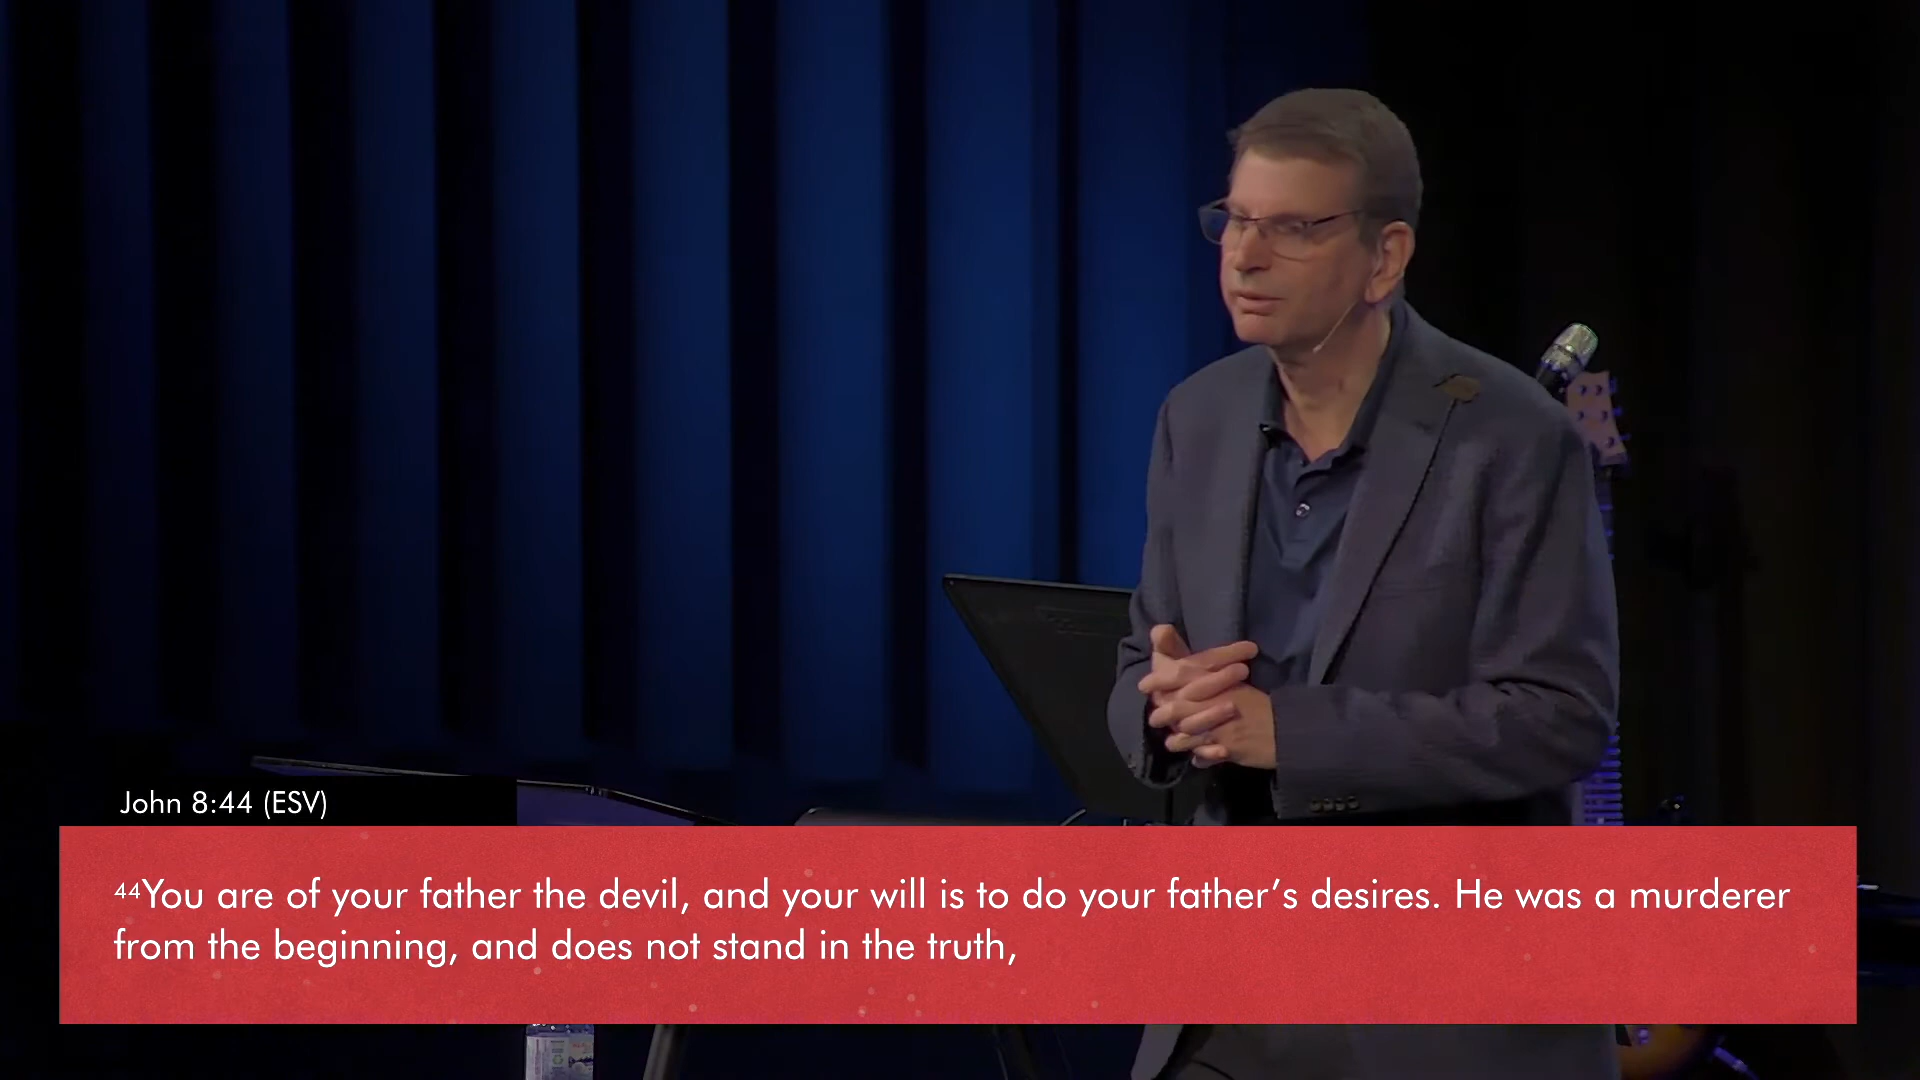 John 8:44 (ESV)
⁴⁴You are of your father the devil, and your will is to do your father’s desires. He was a murderer
from the beginning, and does not stand in the truth,